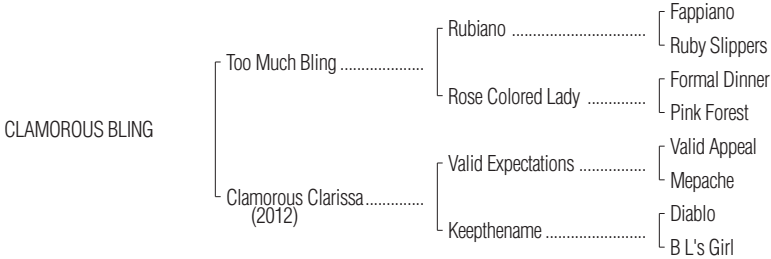 Fappiano
Rubiano ................................
Ruby Slippers
Too Much Bling ....................
Formal Dinner
Rose Colored Lady ..............
Pink Forest
CLAMOROUS BLING
Valid Appeal
Valid Expectations ................
Mepache
Clamorous Clarissa..............
(2012)
Diablo
Keepthename ........................
B L's Girl